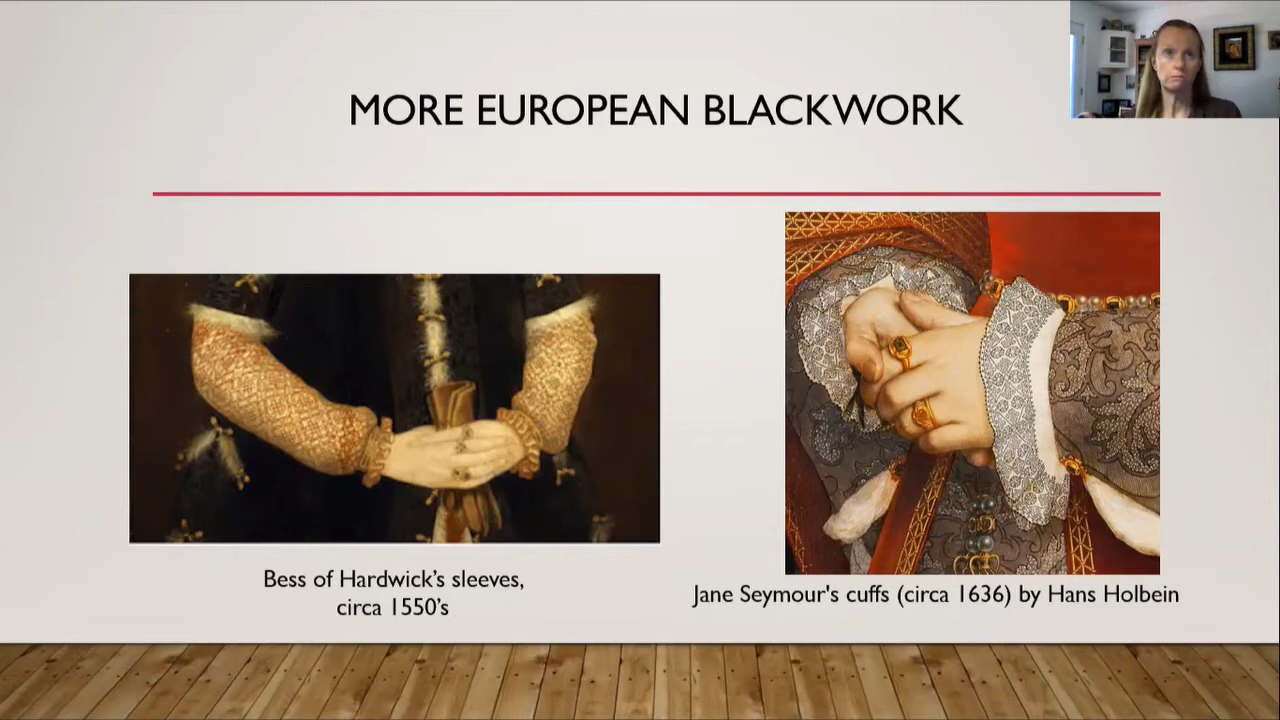 MORE EUROPEAN BLACKWORK
Bess of Hardwick's sleeves,
circa 1550's
Jane Seymour's cuffs (circa 1636) by Hans Holbein